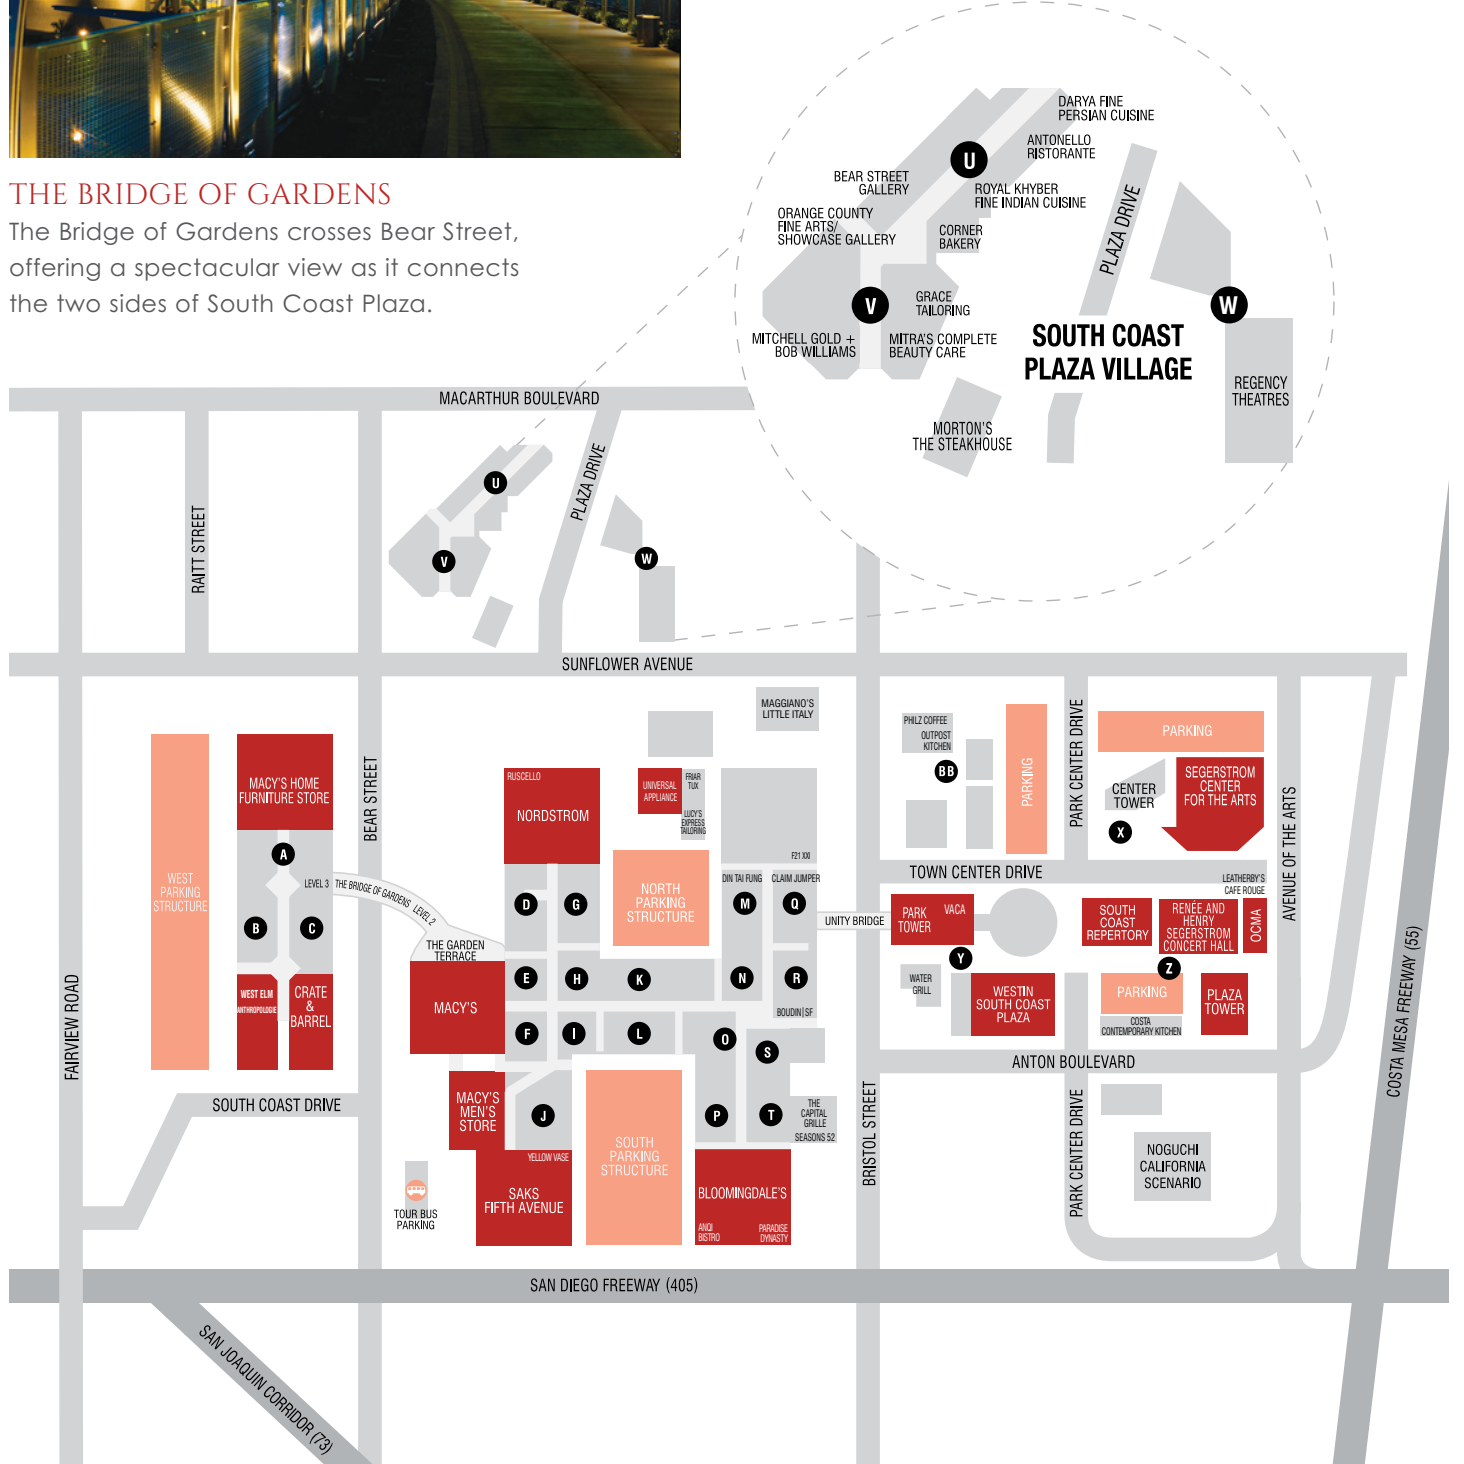 THE BRIDGE OF GARDENS
The Bridge of Gardens crosses Bear Street,
offering a spectacular view as it connects
the two sides of South Coast Plaza.
DARYA FINE
PERSIAN CUISINE
ANTONELLO
RISTORANTE
U
BEAR STREET
GALLERY
ROYAL KHYBER
FINE INDIAN CUISINE
ORANGE COUNTY
FINE ARTS/
SHOWCASE GALLERY
CORNER
BAKERY
PLAZA DRIVE
V
GRACE
TAILORING
W
MITCHELL GOLD +
BOB WILLIAMS
MITRA'S COMPLETE
BEAUTY CARE
SOUTH COAST
PLAZA VILLAGE
REGENCY
THEATRES
MORTON'S
THE STEAKHOUSE
MACARTHUR BOULEVARD
RAITT STREET
U
V
PLAZA DRIVE
W
SUNFLOWER AVENUE
COSTA MESA FREEWAY (55)
FAIRVIEW ROAD
WEST
PARKING
STRUCTURE
MACY'S HOME
FURNITURE STORE
A
B
C
LEVEL 3
THE BRIDGE OF GARDENS
LEVEL 2
WEST ELM
ANTHROPOLOGIE
CRATE
&
BARREL
BEAR STREET
SOUTH COAST DRIVE
THE GARDEN
TERRACE
MACY'S
MACY'S
MEN'S
STORE
TOUR BUS
PARKING
RUSCELLO
NORDSTROM
UNIVERSAL
APPLIANCE
FRIAR
TUX
LUCY'S
EXPRESS
TAILORING
MAGGIANO'S
LITTLE ITALY
F21 XXI
DIN TAI FUNG
CLAIM JUMPER
NORTH
PARKING
STRUCTURE
D
G
M
Q
E
H
K
N
R
BOUDIN|SF
F
I
L
O
S
J
P
T
THE
CAPITAL
GRILLE
SEASONS 52
YELLOW VASE
SAKS
FIFTH AVENUE
SOUTH
PARKING
STRUCTURE
BLOOMINGDALE'S
ANQI
BISTRO
PARADISE
DYNASTY
BRISTOL STREET
UNITY BRIDGE
PHILZ COFFEE
OUTPOST
KITCHEN
BB
PARKING
PARK CENTER DRIVE
PARKING
CENTER
TOWER
X
SEGERSTROM
CENTER
FOR THE ARTS
AVENUE OF THE ARTS
TOWN CENTER DRIVE
LEATHERBY'S
CAFE ROUGE
PARK
TOWER
VACA
Y
SOUTH
COAST
REPERTORY
RENÉE AND
HENRY
SEGERSTROM
CONCERT HALL
OCMA
Z
WATER
GRILL
WESTIN
SOUTH COAST
PLAZA
PARKING
COSTA
CONTEMPORARY KITCHEN
PLAZA
TOWER
ANTON BOULEVARD
PARK CENTER DRIVE
NOGUCHI
CALIFORNIA
SCENARIO
SAN DIEGO FREEWAY (405)
SAN JOAQUIN CORRIDOR (73)